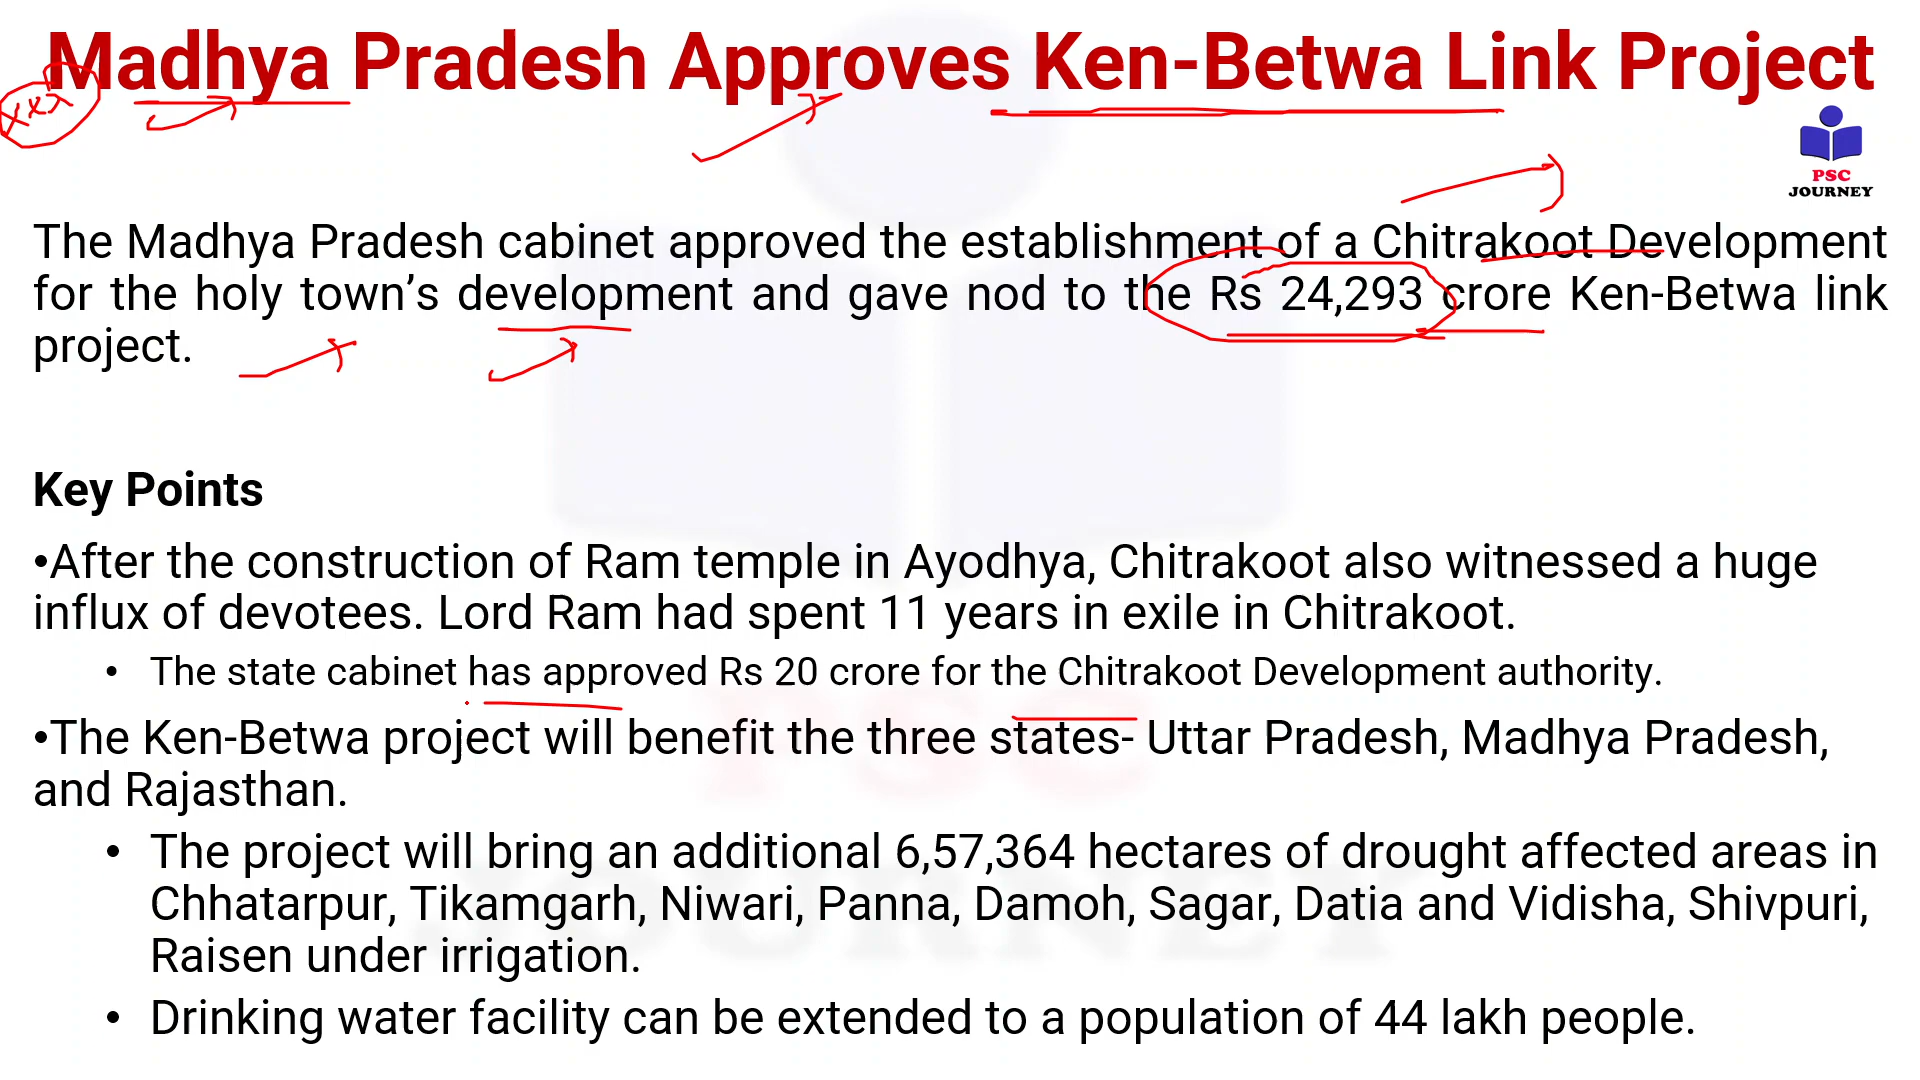 Madhya Pradesh Approves Ken-Betwa Link Project
xxx
PSC
JOURNEY
The Madhya Pradesh cabinet approved the establishment of a Chitrakoot Development
for the holy town’s development and gave nod to the Rs 24,293 crore Ken-Betwa link
project.
Key Points
•After the construction of Ram temple in Ayodhya, Chitrakoot also witnessed a huge
influx of devotees. Lord Ram had spent 11 years in exile in Chitrakoot.
• The state cabinet has approved Rs 20 crore for the Chitrakoot Development authority.
•The Ken-Betwa project will benefit the three states- Uttar Pradesh, Madhya Pradesh,
and Rajasthan.
• The project will bring an additional 6,57,364 hectares of drought affected areas in
Chhatarpur, Tikamgarh, Niwari, Panna, Damoh, Sagar, Datia and Vidisha, Shivpuri,
Raisen under irrigation.
• Drinking water facility can be extended to a population of 44 lakh people.
PSC
JOURNEY